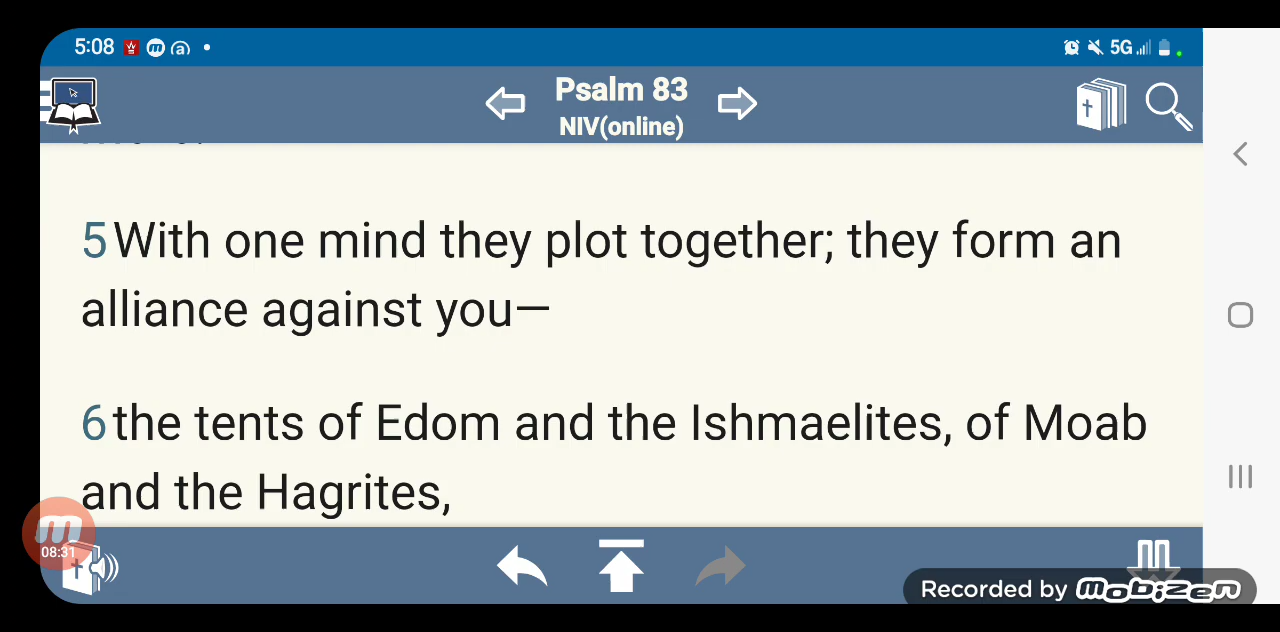 5:08
5G
Psalm 83
NIV(online)
5 With one mind they plot together; they form an
alliance against you—
6 the tents of Edom and the Ishmaelites, of Moab
and the Hagrites,
08:31
Recorded by mobizen